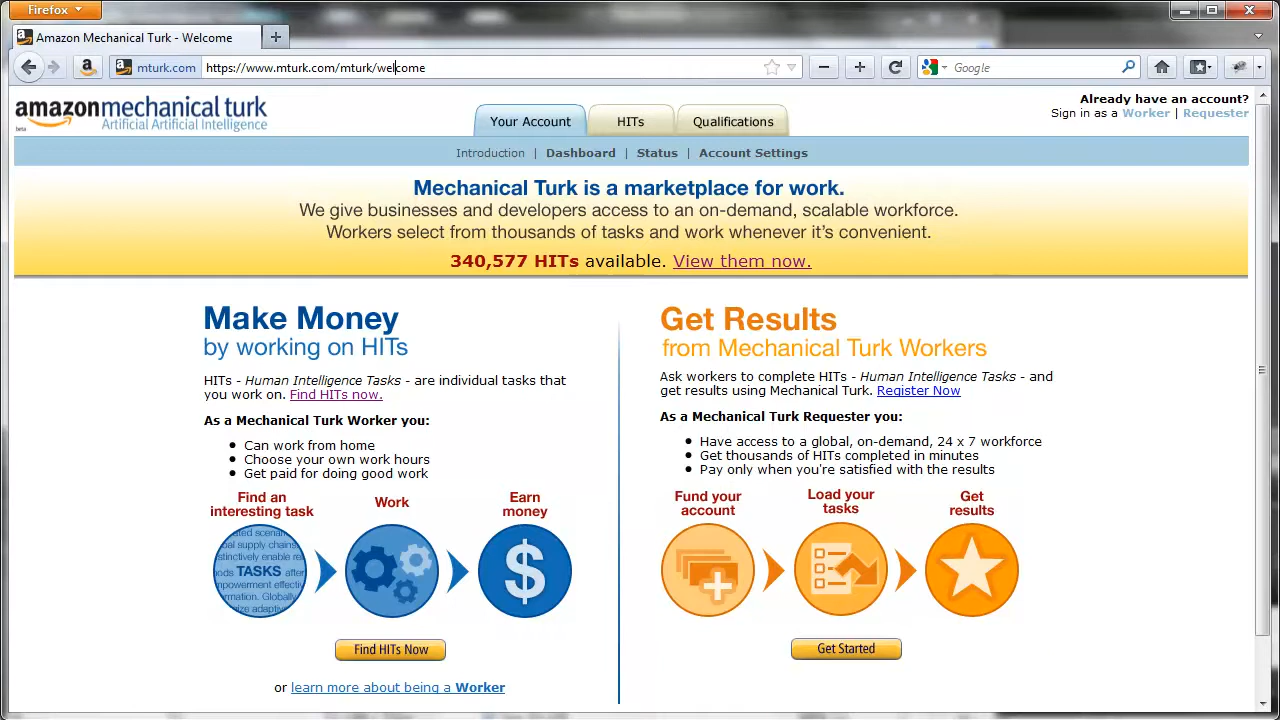 Firefox
Amazon Mechanical Turk - Welcome
mturk.com https://www.mturk.com/mturk/welcome
Google
amazonmechanical turk
beta
Artificial Artificial Intelligence
Your Account
HITs
Qualifications
Already have an account?
Sign in as a Worker | Requester
Introduction | Dashboard | Status | Account Settings
Mechanical Turk is a marketplace for work.
We give businesses and developers access to an on-demand, scalable workforce.
Workers select from thousands of tasks and work whenever it's convenient.
340,577 HITs available. View them now.
Make Money
by working on HITs
HITs - Human Intelligence Tasks - are individual tasks that
you work on. Find HITs now.
As a Mechanical Turk Worker you:
Can work from home
Choose your own work hours
Get paid for doing good work
Find an
interesting task
Work
Earn
money
TASKS
$
Find HITs Now
or learn more about being a Worker
Get Results
from Mechanical Turk Workers
Ask workers to complete HITs - Human Intelligence Tasks - and
get results using Mechanical Turk. Register Now
As a Mechanical Turk Requester you:
Have access to a global, on-demand, 24 x 7 workforce
Get thousands of HITs completed in minutes
Pay only when you're satisfied with the results
Fund your
account
Load your
tasks
Get
results
Get Started